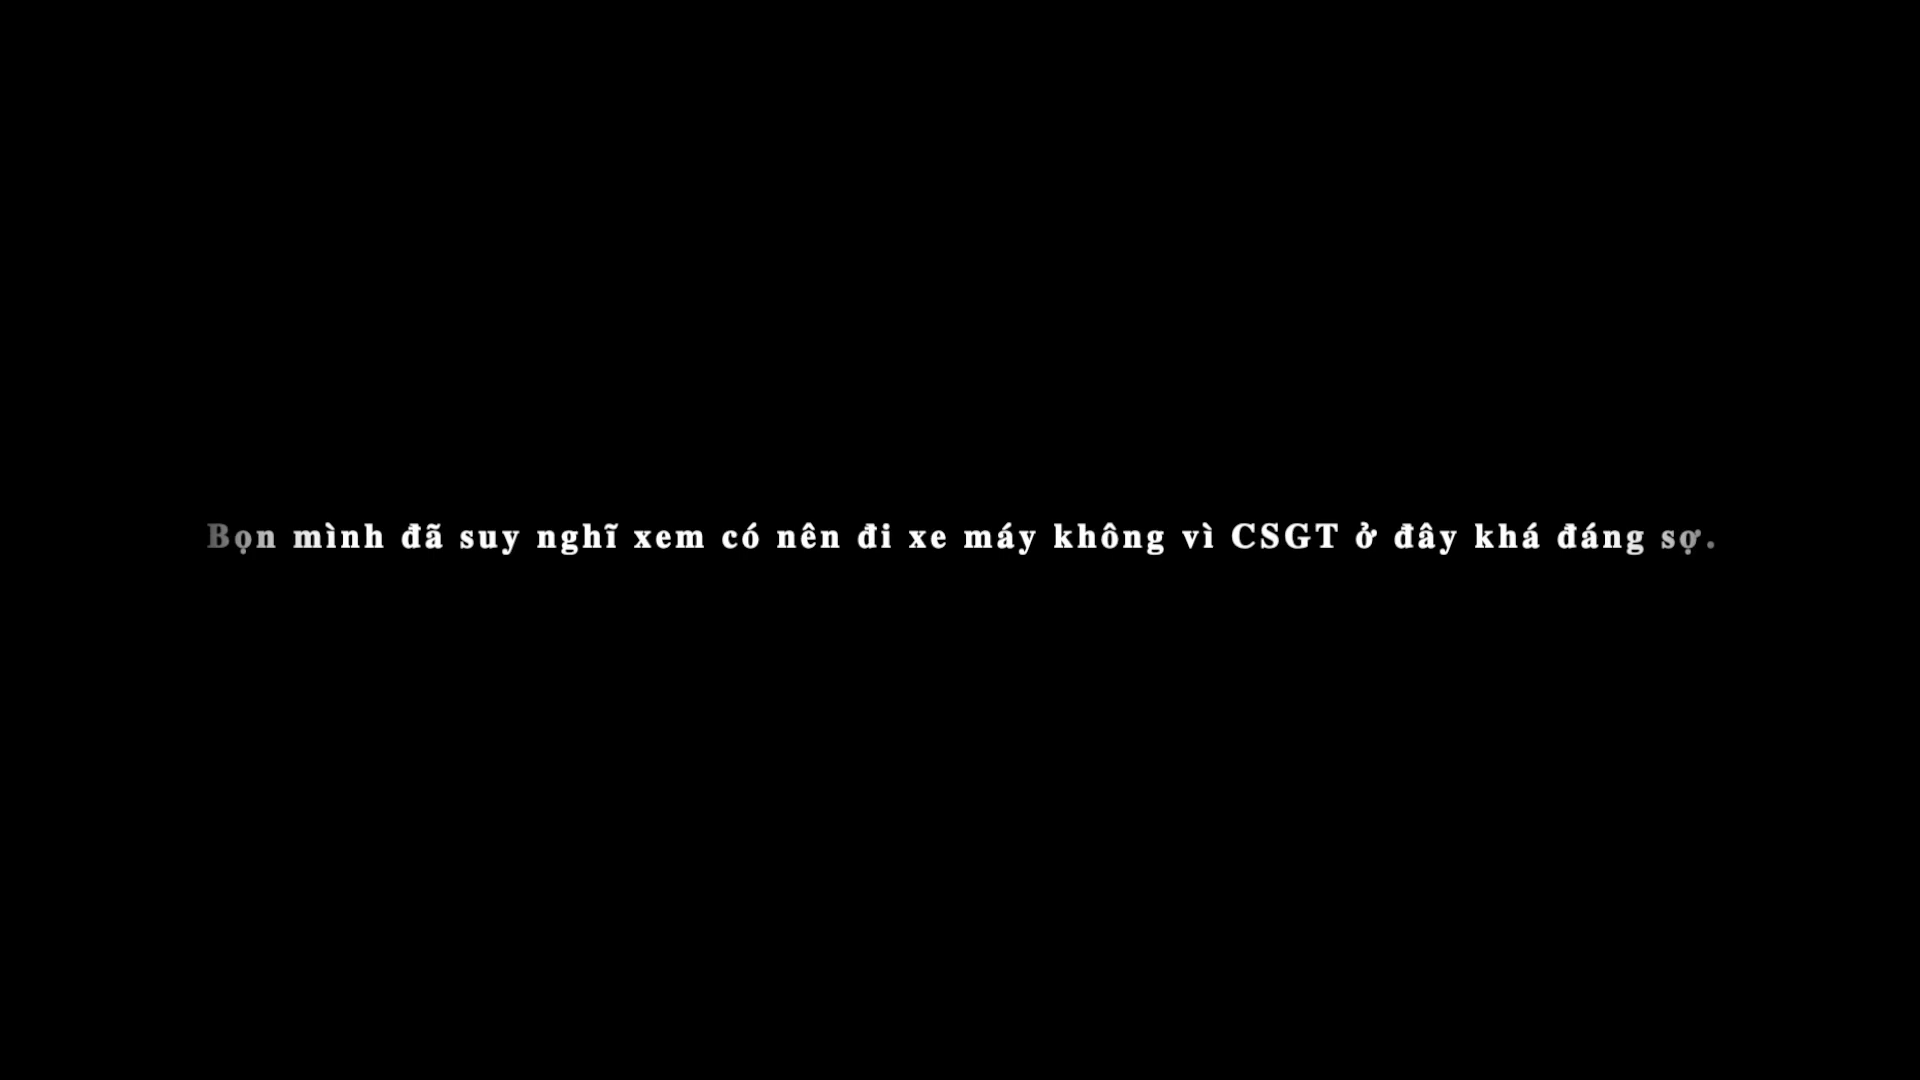 Bọn mình đã suy nghĩ xem có nên đi xe máy không vì CSGT ở đây khá đáng sợ.